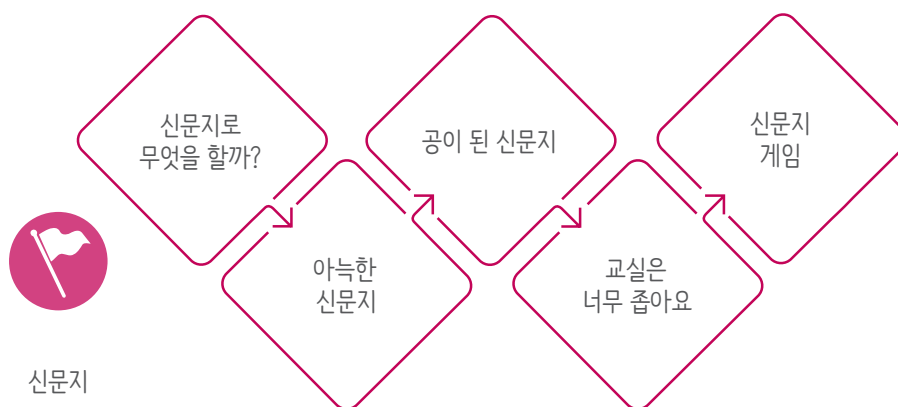 신문지로
무엇을 할까?
아늑한
신문지
공이 된 신문지
교실은
너무 좁아요
신문지
게임
신문지